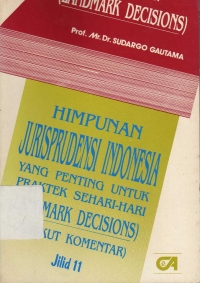 (LANDMARK DECISIONS)
Prof. Mr. Dr. SUDARGO GAUTAMA
HIMPUNAN
JURISPRUDENSI INDONESIA
YANG PENTING UNTUK
PRAKTEK SEHARI-HARI
MARK DECISIONS)
KUT KOMENTAR)
Jilid 11